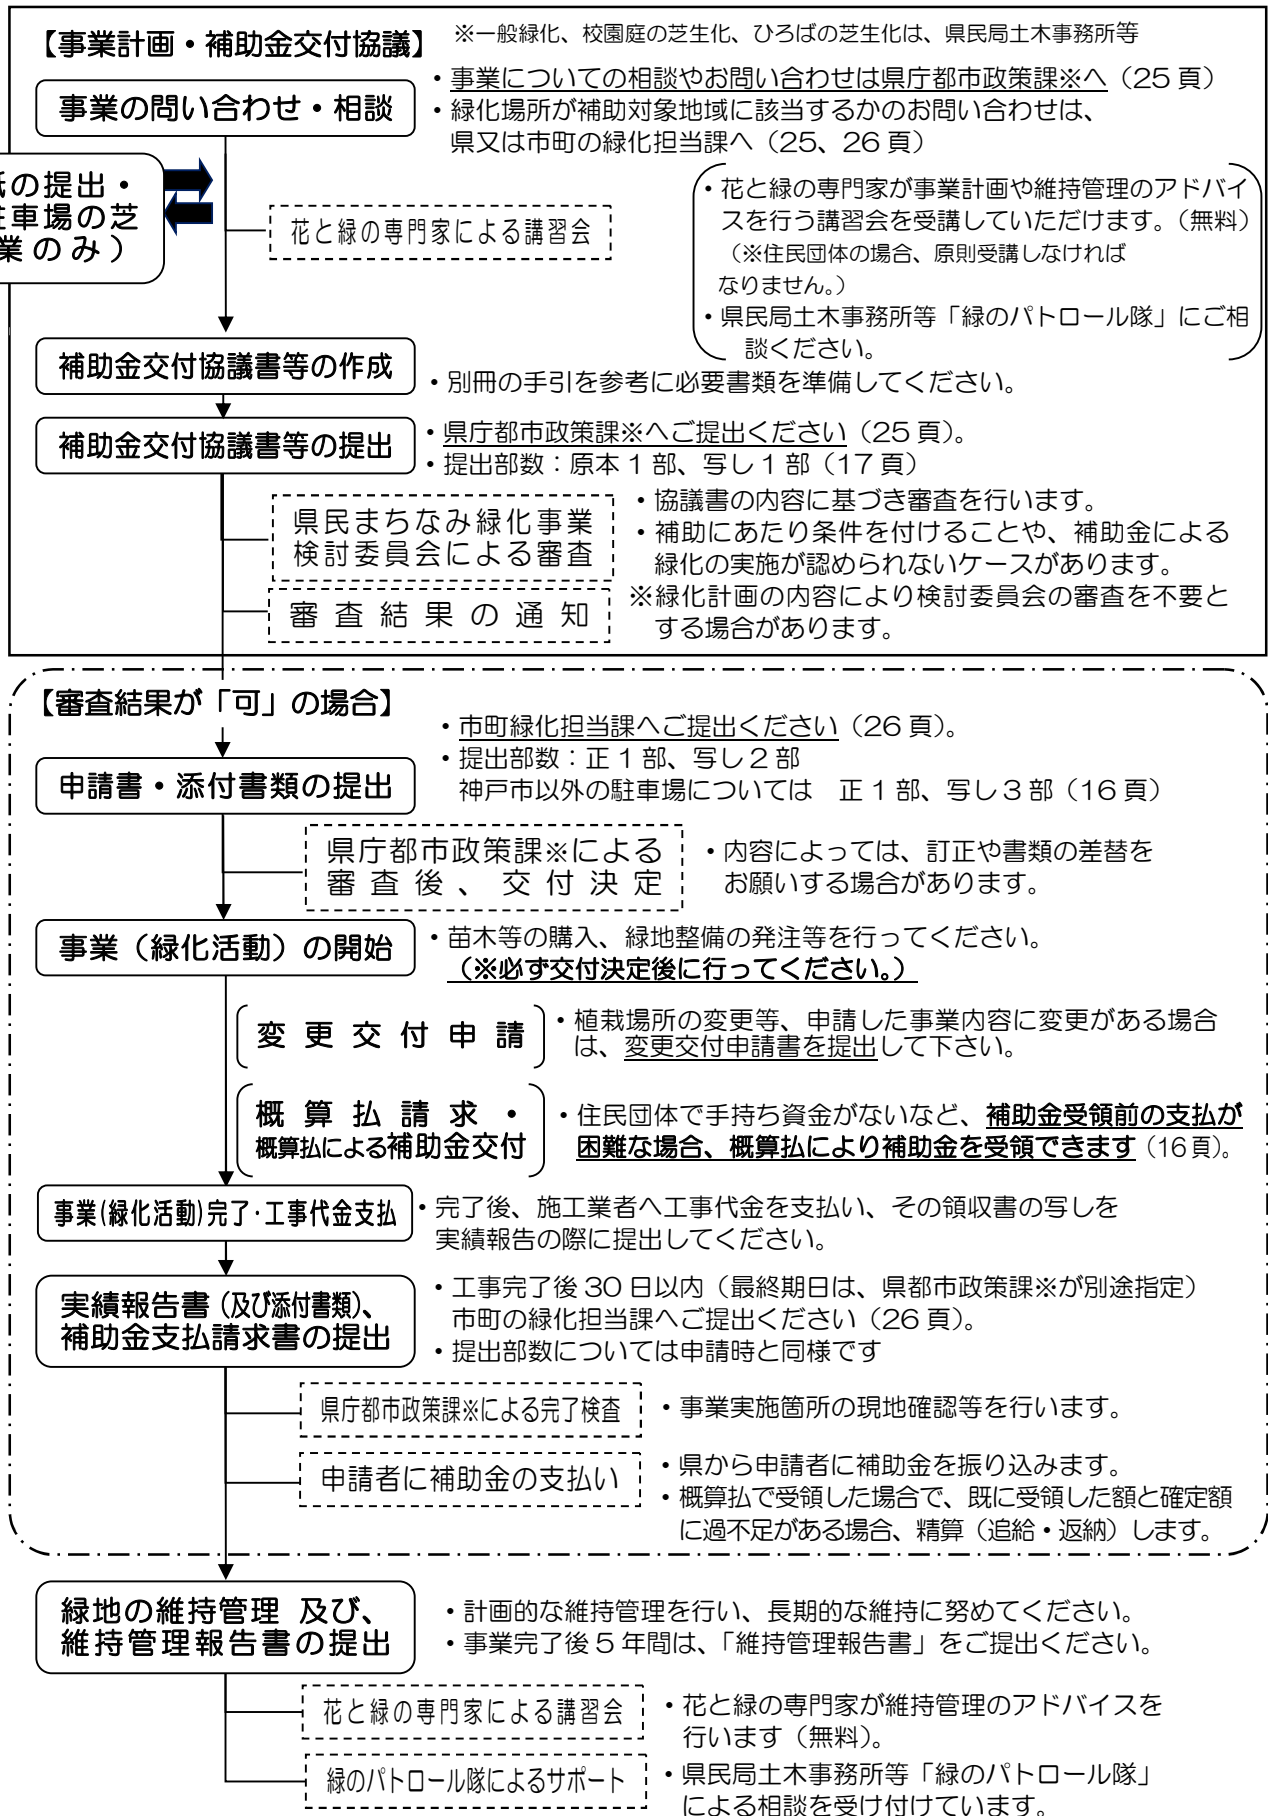 【事業計画・補助金交付協議】
※一般緑化、校園庭の芝生化、ひろばの芝生化は、県民局土木事務所等
事業の問い合わせ・相談
・事業についての相談やお問い合わせは県庁都市政策課※へ（25 頁）
・緑化場所が補助対象地域に該当するかのお問い合わせは、
県又は市町の緑化担当課へ（25、26 頁）
の提出・
車場の芝
業のみ）
花と緑の専門家による講習会
・花と緑の専門家が事業計画や維持管理のアドバイ
スを行う講習会を受講していただけます。（無料）
（※住民団体の場合、原則受講しなければ
なりません。）
・県民局土木事務所等「緑のパトロール隊」にご相
談ください。
補助金交付協議書等の作成
・別冊の手引を参考に必要書類を準備してください。
補助金交付協議書等の提出
・県庁都市政策課※へご提出ください（25 頁）。
・提出部数：原本 1 部、写し 1 部（17 頁）
県民まちなみ緑化事業
検討委員会による審査
・協議書の内容に基づき審査を行います。
・補助にあたり条件を付けることや、補助金による
緑化の実施が認められないケースがあります。
審査結果の通知
※緑化計画の内容により検討委員会の審査を不要と
する場合があります。
【審査結果が「可」の場合】
・市町緑化担当課へご提出ください（26 頁）。
・提出部数：正 1 部、写し 2 部
神戸市以外の駐車場については　正 1 部、写し 3 部（16 頁）
申請書・添付書類の提出
県庁都市政策課※による
審査後、交付決定
・内容によっては、訂正や書類の差替を
お願いする場合があります。
事業（緑化活動）の開始
・苗木等の購入、緑地整備の発注等を行ってください。
（※必ず交付決定後に行ってください。）
変更交付申請
・植栽場所の変更等、申請した事業内容に変更がある場合
は、変更交付申請書を提出して下さい。
概算払請求・
概算払による補助金交付
・住民団体で手持ち資金がないなど、補助金受領前の支払が
困難な場合、概算払により補助金を受領できます（16頁）。
事業(緑化活動)完了・工事代金支払
・完了後、施工業者へ工事代金を支払い、その領収書の写しを
実績報告の際に提出してください。
実績報告書（及び添付書類）、
補助金支払請求書の提出
・工事完了後 30 日以内（最終期日は、県都市政策課※が別途指定）
市町の緑化担当課へご提出ください（26 頁）。
・提出部数については申請時と同様です
県庁都市政策課※による完了検査
・事業実施箇所の現地確認等を行います。
申請者に補助金の支払い
・県から申請者に補助金を振り込みます。
・概算払で受領した場合で、既に受領した額と確定額
に過不足がある場合、精算（追給・返納）します。
緑地の維持管理 及び、
維持管理報告書の提出
・計画的な維持管理を行い、長期的な維持に努めてください。
・事業完了後 5 年間は、「維持管理報告書」をご提出ください。
花と緑の専門家による講習会
・花と緑の専門家が維持管理のアドバイスを
行います（無料）。
緑のパトロール隊によるサポート
・県民局土木事務所等「緑のパトロール隊」
による相談を受け付けています。